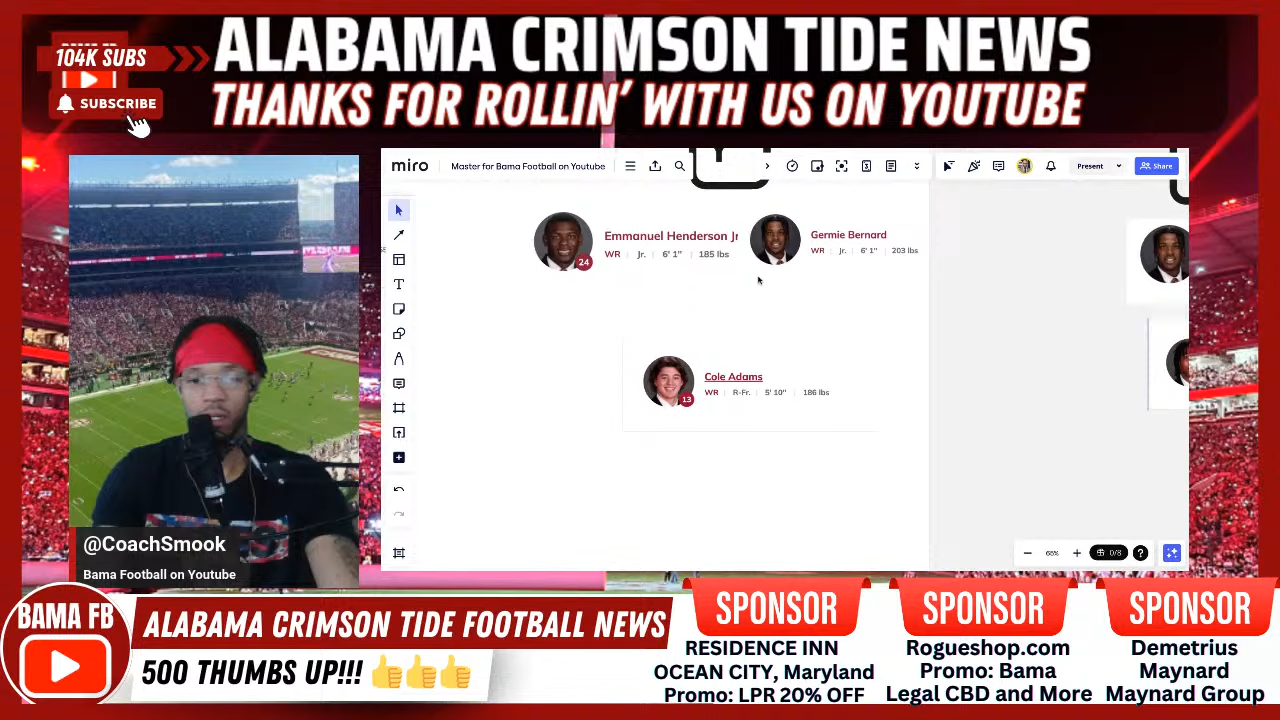 ALABAMA CRIMSON TIDE NEWS
THANKS FOR ROLLIN' WITH US ON YOUTUBE
104K SUBS
SUBSCRIBE
miro
Master for Bama Football on Youtube
Present
Share
Emmanuel Henderson Jr
24
WR | Jr. | 6' 1" | 185 lbs
Germie Bernard
WR | Jr. | 6' 1" | 203 lbs
Cole Adams
13
WR | R-Fr. | 5' 10" | 186 lbs
68%
0/8
@CoachSmook
Bama Football on Youtube
BAMA FB
ALABAMA CRIMSON TIDE FOOTBALL NEWS
500 THUMBS UP!!! 👍👍👍
SPONSOR
RESIDENCE INN
OCEAN CITY, Maryland
Promo: LPR 20% OFF
SPONSOR
Rogueshop.com
Promo: Bama
Legal CBD and More
SPONSOR
Demetrius
Maynard
Maynard Group